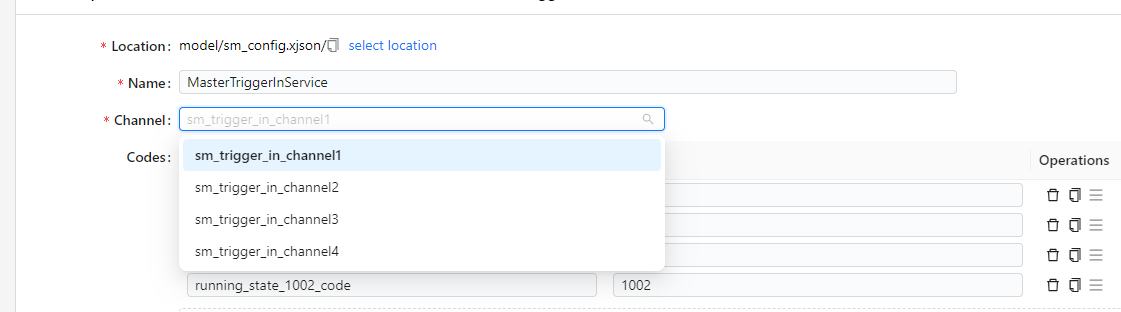 * Location: model/sm_config.xjson/ select location
* Name: MasterTriggerInService
* Channel: sm_trigger_in_channel1
Codes:
Operations
sm_trigger_in_channel1
sm_trigger_in_channel2
sm_trigger_in_channel3
sm_trigger_in_channel4
running_state_1002_code 1002